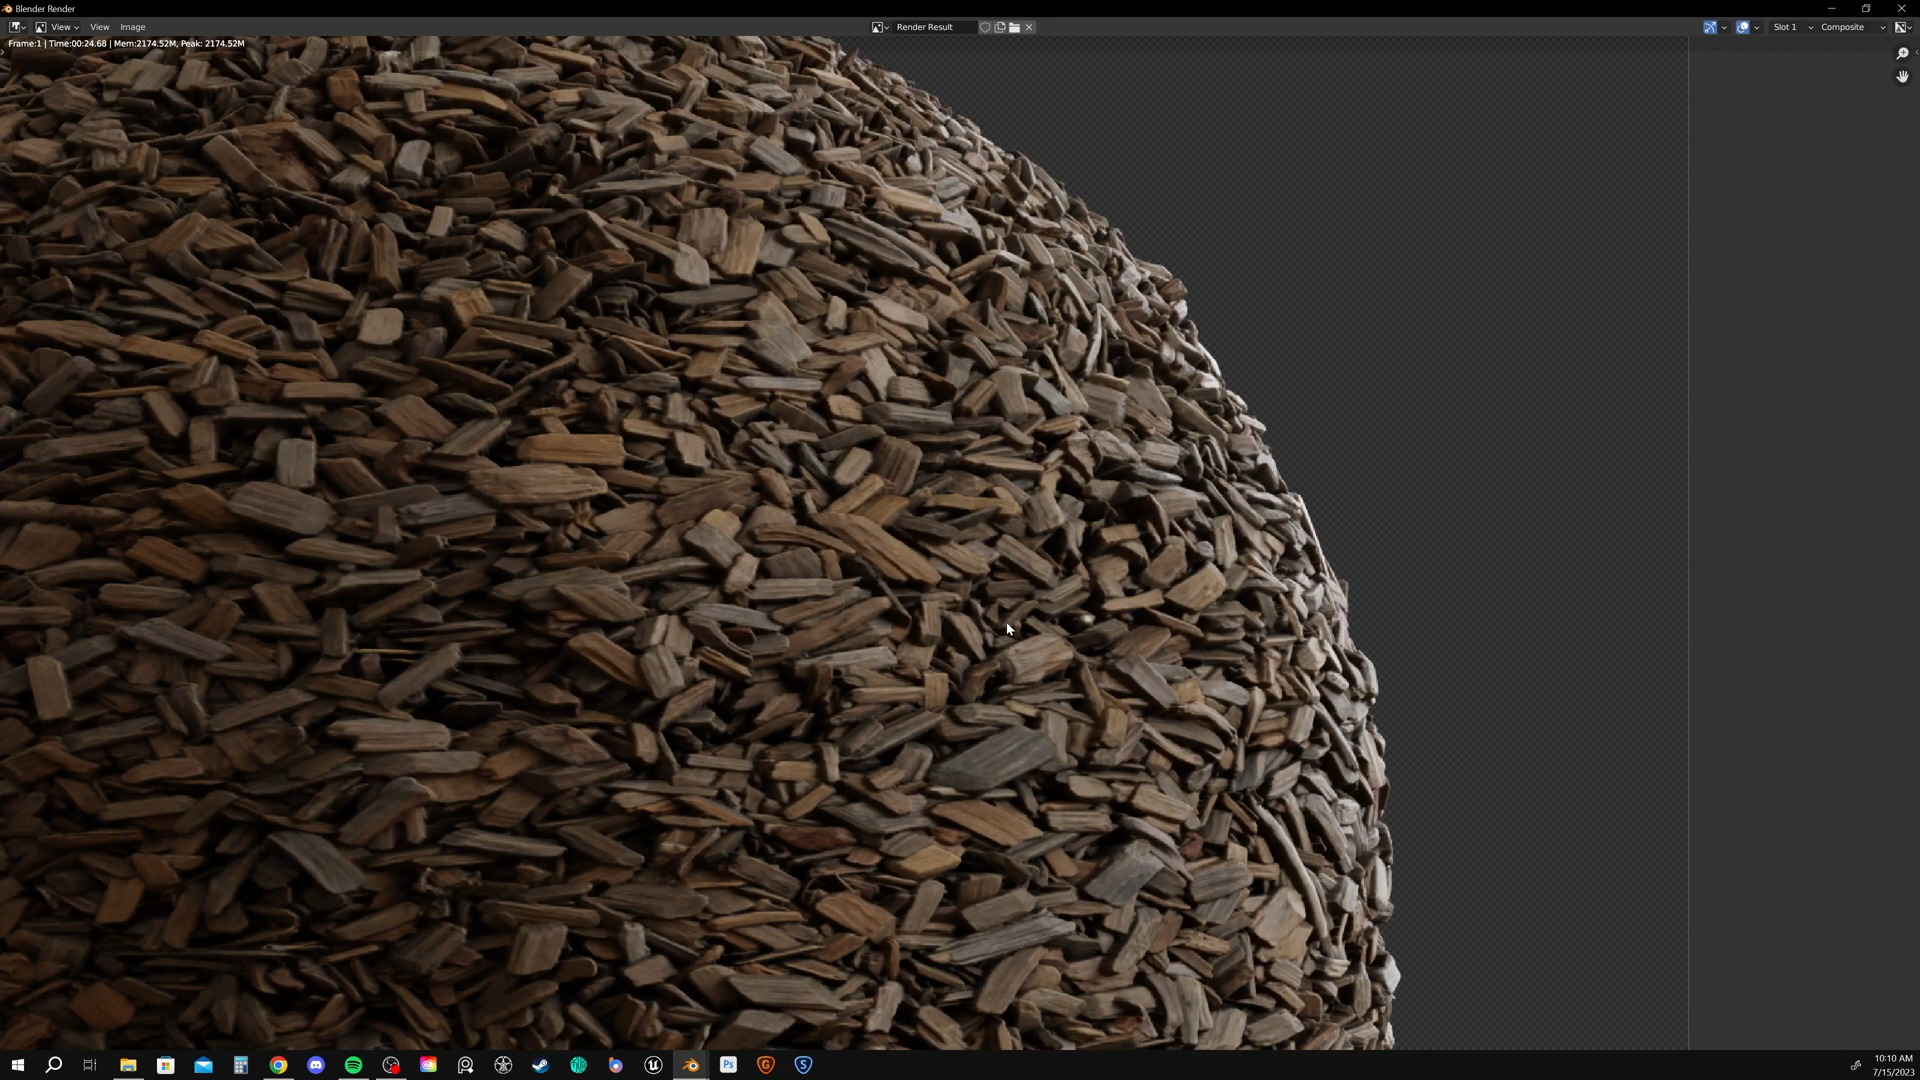 Blender Render
View View Image Render Result Slot 1 Composite
Frame:1 | Time:00:24.68 | Mem:2174.52M, Peak: 2174.52M
Ps G S
10:10 AM
7/15/2023